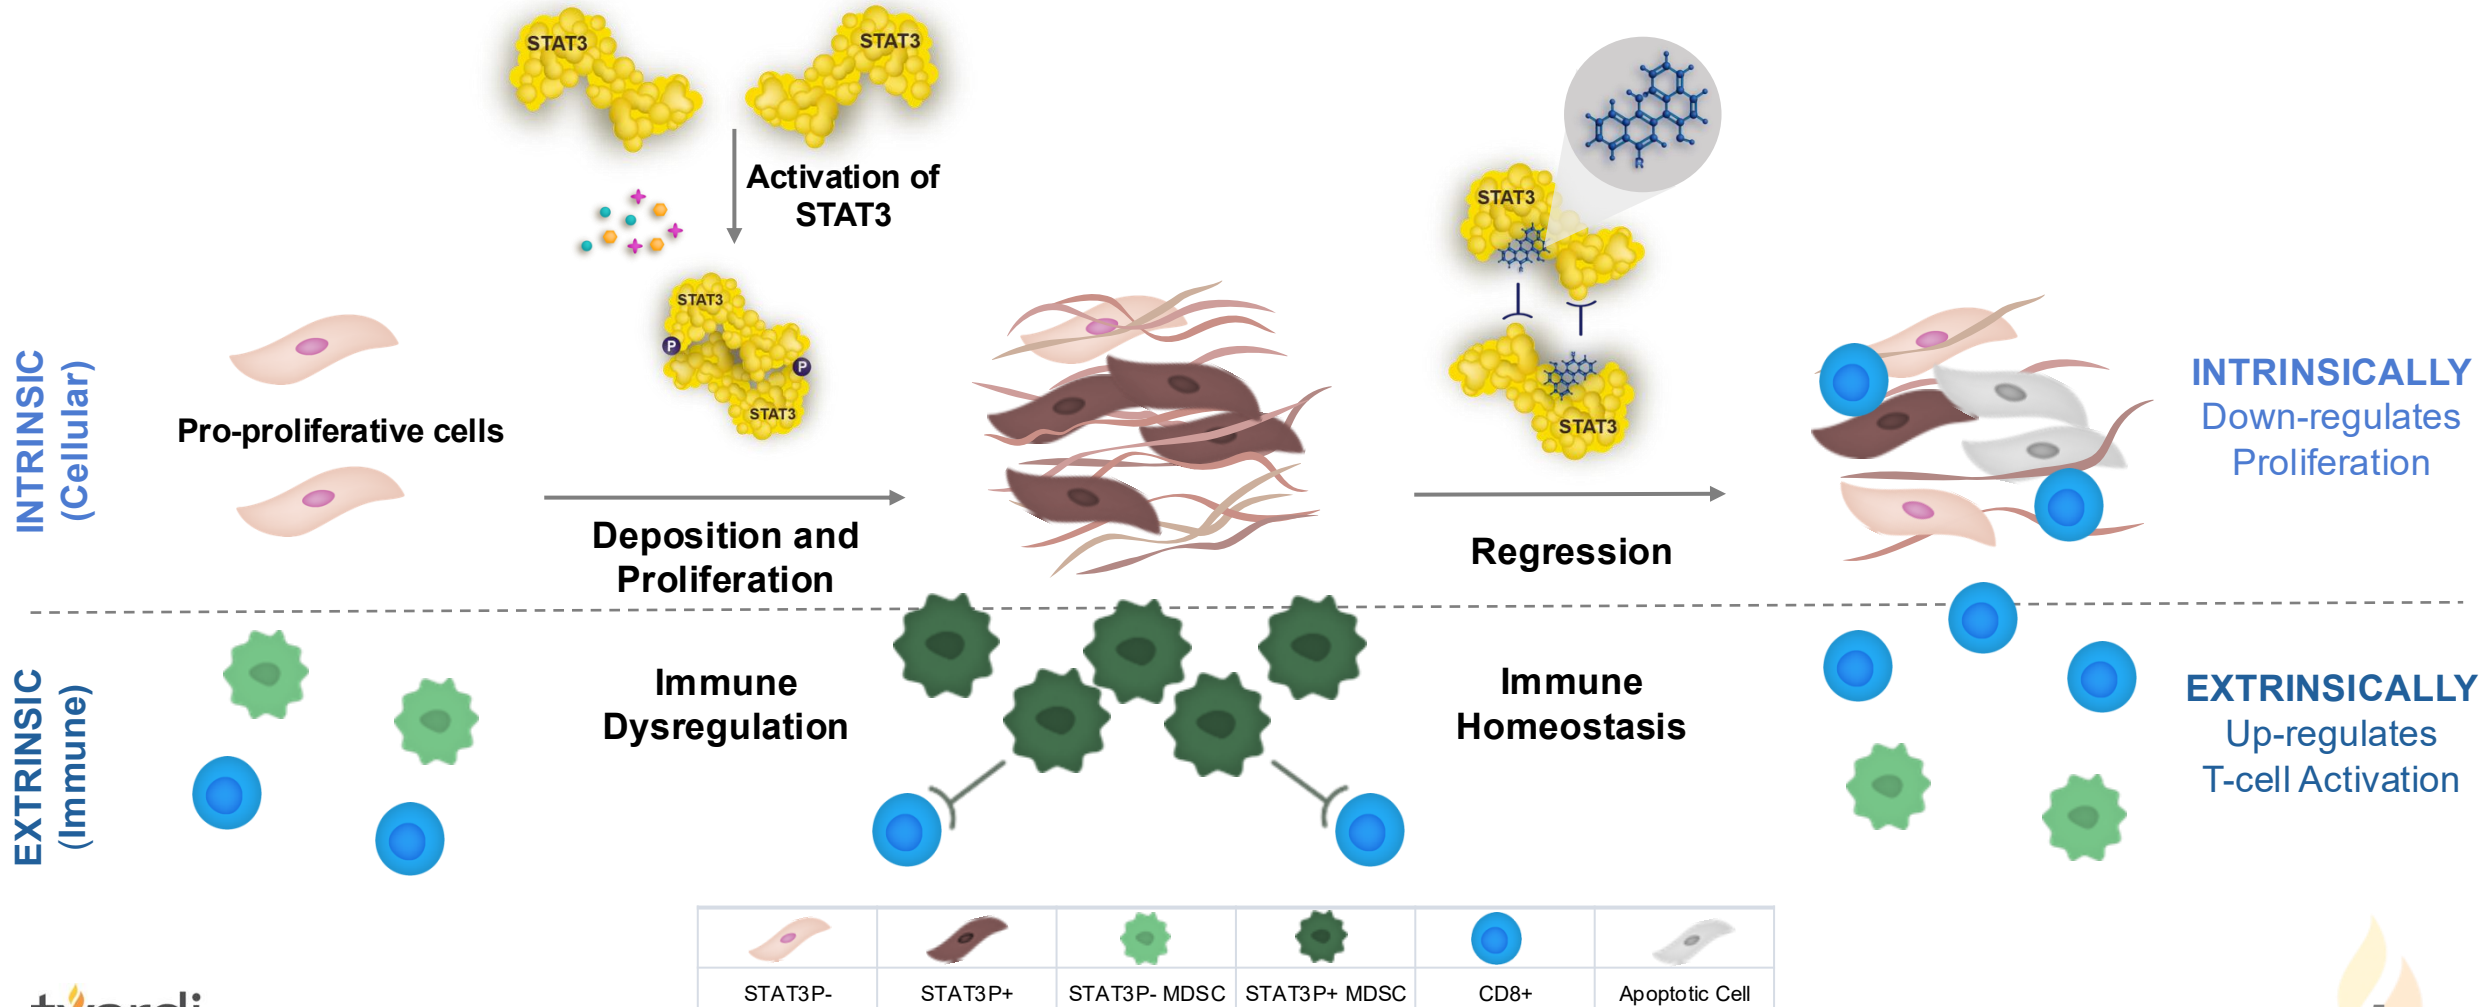 STAT3
STAT3
Activation of
STAT3
STAT3
P
P
STAT3
STAT3
STAT3
INTRINSIC
(Cellular)
Pro-proliferative cells
Deposition and
Proliferation
Regression
INTRINSICALLY
Down-regulates
Proliferation
EXTRINSIC
(Immune)
Immune
Dysregulation
Immune
Homeostasis
EXTRINSICALLY
Up-regulates
T-cell Activation
STAT3P-
STAT3P+
STAT3P- MDSC
STAT3P+ MDSC
CD8+
Apoptotic Cell